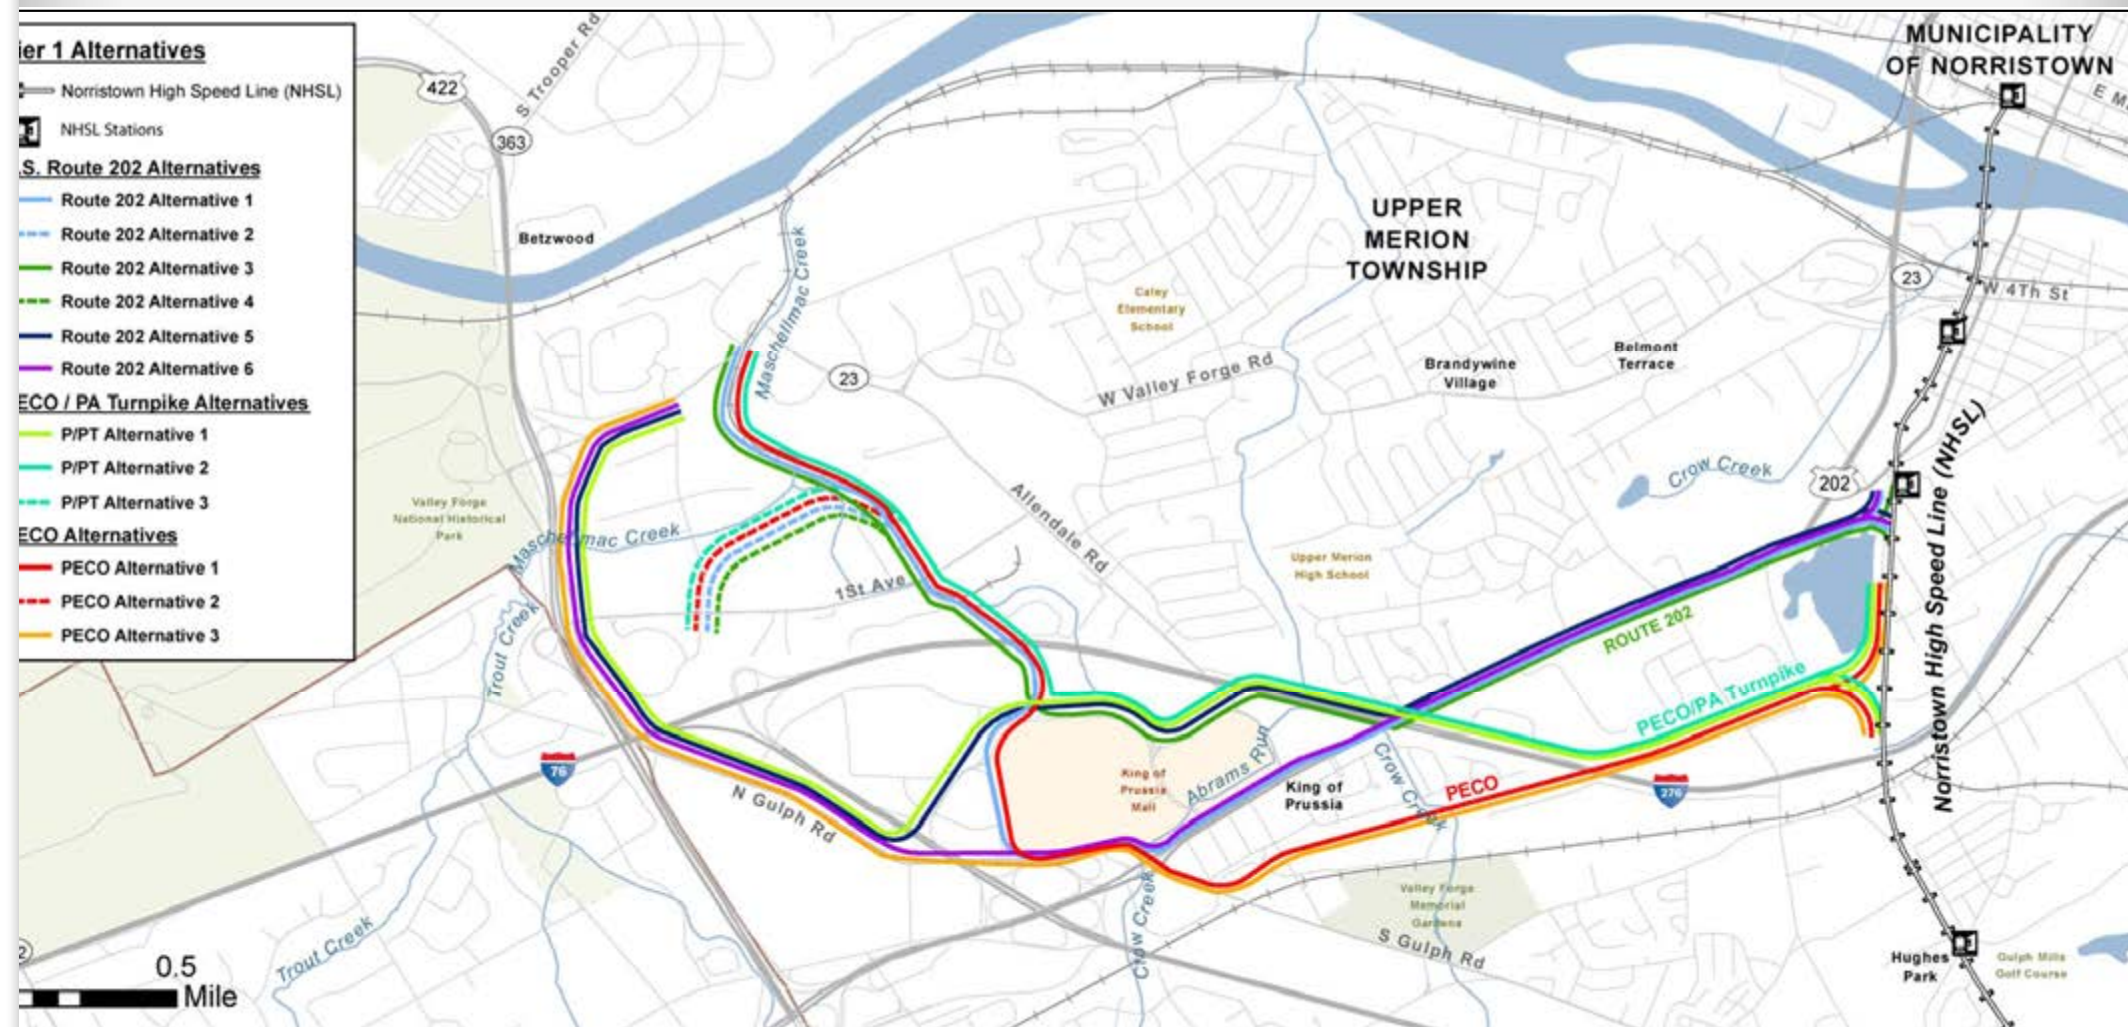 ier 1 Alternatives
Norristown High Speed Line (NHSL)
NHSL Stations
.S. Route 202 Alternatives
Route 202 Alternative 1
Route 202 Alternative 2
Route 202 Alternative 3
Route 202 Alternative 4
Route 202 Alternative 5
Route 202 Alternative 6
ECO / PA Turnpike Alternatives
P/PT Alternative 1
P/PT Alternative 2
P/PT Alternative 3
ECO Alternatives
PECO Alternative 1
PECO Alternative 2
PECO Alternative 3
0.5
Mile
422
363
S Trooper Rd
Betzwood
Maschellmac Creek
23
Caley
Elementary
School
W Valley Forge Rd
UPPER
MERION
TOWNSHIP
Brandywine
Village
Belmont
Terrace
MUNICIPALITY
OF NORRISTOWN
23
W 4Th St
Crow Creek
202
Norristown High Speed Line (NHSL)
Valley Forge
National Historical
Park
Maschellmac Creek
Trout Creek
1St Ave
Allendale Rd
Upper Merion
High School
ROUTE 202
PECO/PA Turnpike
PECO
76
N Gulph Rd
King of
Prussia
Mall
Abrams Run
King of
Prussia
Crow Creek
276
Valley Forge
Memorial
Gardens
S Gulph Rd
Crow Creek
Trout Creek
Hughes
Park
Gulph Mills
Golf Course